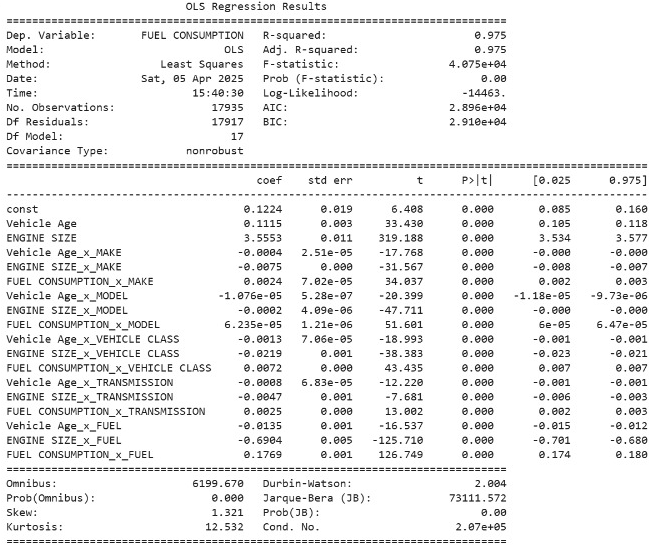 OLS Regression Results
==============================================================================
Dep. Variable: FUEL CONSUMPTION R-squared: 0.975
Model: OLS Adj. R-squared: 0.975
Method: Least Squares F-statistic: 4.075e+04
Date: Sat, 05 Apr 2025 Prob (F-statistic): 0.00
Time: 15:40:30 Log-Likelihood: -14463.
No. Observations: 17935 AIC: 2.896e+04
Df Residuals: 17917 BIC: 2.910e+04
Df Model: 17
Covariance Type: nonrobust
==============================================================================
coef std err t P>|t| [0.025 0.975]
------------------------------------------------------------------------------
const 0.1224 0.019 6.408 0.000 0.085 0.160
Vehicle Age 0.1115 0.003 33.430 0.000 0.105 0.118
ENGINE SIZE 3.5553 0.011 319.188 0.000 3.534 3.577
Vehicle Age_x_MAKE -0.0004 2.51e-05 -17.768 0.000 -0.000 -0.000
ENGINE SIZE_x_MAKE -0.0075 0.000 -31.567 0.000 -0.008 -0.007
FUEL CONSUMPTION_x_MAKE 0.0024 7.02e-05 34.037 0.000 0.002 0.003
Vehicle Age_x_MODEL -1.076e-05 5.28e-07 -20.399 0.000 -1.18e-05 -9.73e-06
ENGINE SIZE_x_MODEL -0.0002 4.09e-06 -47.711 0.000 -0.000 -0.000
FUEL CONSUMPTION_x_MODEL 6.235e-05 1.21e-06 51.601 0.000 6e-05 6.47e-05
Vehicle Age_x_VEHICLE CLASS -0.0013 7.06e-05 -18.993 0.000 -0.001 -0.001
ENGINE SIZE_x_VEHICLE CLASS -0.0219 0.001 -38.383 0.000 -0.023 -0.021
FUEL CONSUMPTION_x_VEHICLE CLASS 0.0072 0.000 43.435 0.000 0.007 0.007
Vehicle Age_x_TRANSMISSION -0.0008 6.83e-05 -12.220 0.000 -0.001 -0.001
ENGINE SIZE_x_TRANSMISSION -0.0047 0.001 -7.681 0.000 -0.006 -0.003
FUEL CONSUMPTION_x_TRANSMISSION 0.0025 0.000 13.002 0.000 0.002 0.003
Vehicle Age_x_FUEL -0.0135 0.001 -16.537 0.000 -0.015 -0.012
ENGINE SIZE_x_FUEL -0.6904 0.005 -125.710 0.000 -0.701 -0.680
FUEL CONSUMPTION_x_FUEL 0.1769 0.001 126.749 0.000 0.174 0.180
==============================================================================
Omnibus: 6199.670 Durbin-Watson: 2.004
Prob(Omnibus): 0.000 Jarque-Bera (JB): 73111.572
Skew: 1.321 Prob(JB): 0.00
Kurtosis: 12.532 Cond. No. 2.07e+05
==============================================================================